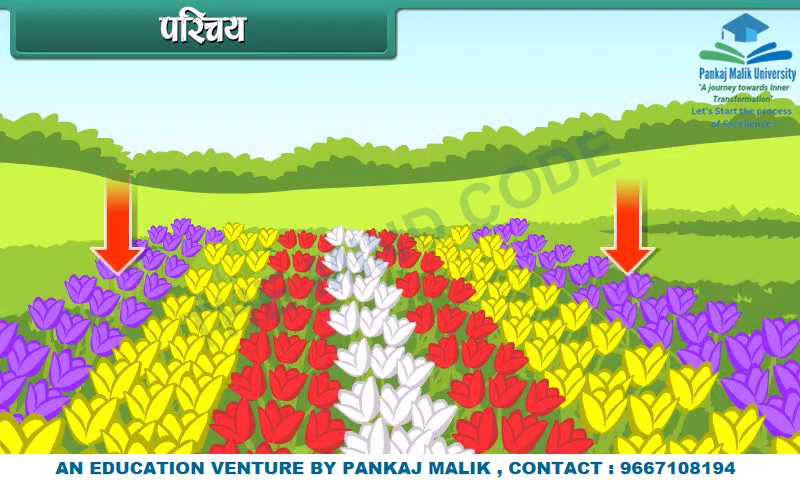 परिचय
Pankaj Malik University
"A journey towards Inner
Transformation"
Let's Start the process
of Excellence
CODE
AN EDUCATION VENTURE BY PANKAJ MALIK , CONTACT : 9667108194